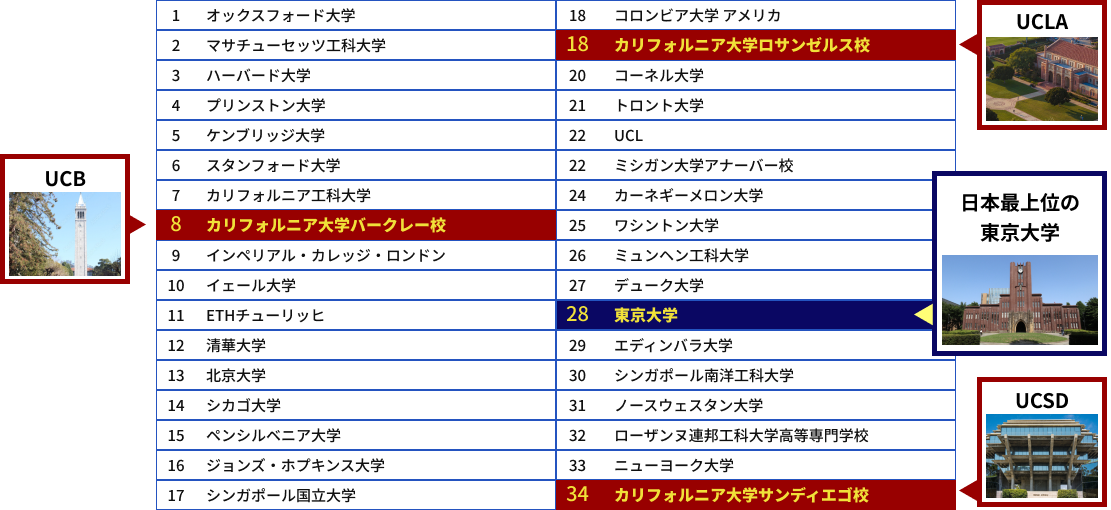 1 オックスフォード大学
2 マサチューセッツ工科大学
3 ハーバード大学
4 プリンストン大学
5 ケンブリッジ大学
6 スタンフォード大学
7 カリフォルニア工科大学
8 カリフォルニア大学バークレー校
9 インペリアル・カレッジ・ロンドン
10 イェール大学
11 ETHチューリッヒ
12 清華大学
13 北京大学
14 シカゴ大学
15 ペンシルベニア大学
16 ジョンズ・ホプキンス大学
17 シンガポール国立大学
18 コロンビア大学 アメリカ
18 カリフォルニア大学ロサンゼルス校
20 コーネル大学
21 トロント大学
22 UCL
22 ミシガン大学アナーバー校
24 カーネギーメロン大学
25 ワシントン大学
26 ミュンヘン工科大学
27 デューク大学
28 東京大学
29 エディンバラ大学
30 シンガポール南洋工科大学
31 ノースウェスタン大学
32 ローザンヌ連邦工科大学高等専門学校
33 ニューヨーク大学
34 カリフォルニア大学サンディエゴ校
UCB
UCLA
日本最上位の
東京大学
UCSD